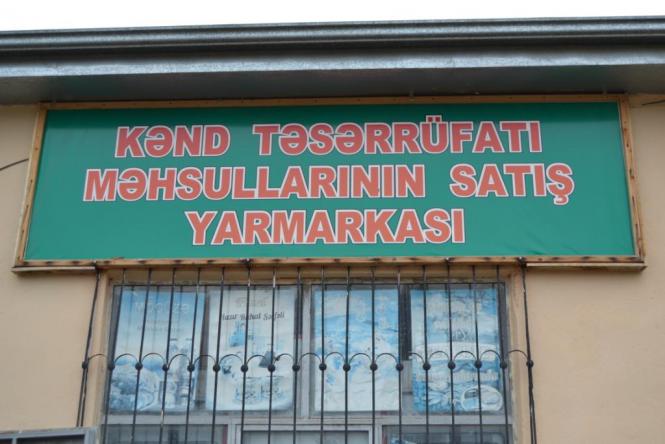 KƏND TƏSƏRRÜFATI
MƏHSULLARININ SATIŞ
YARMARKASI